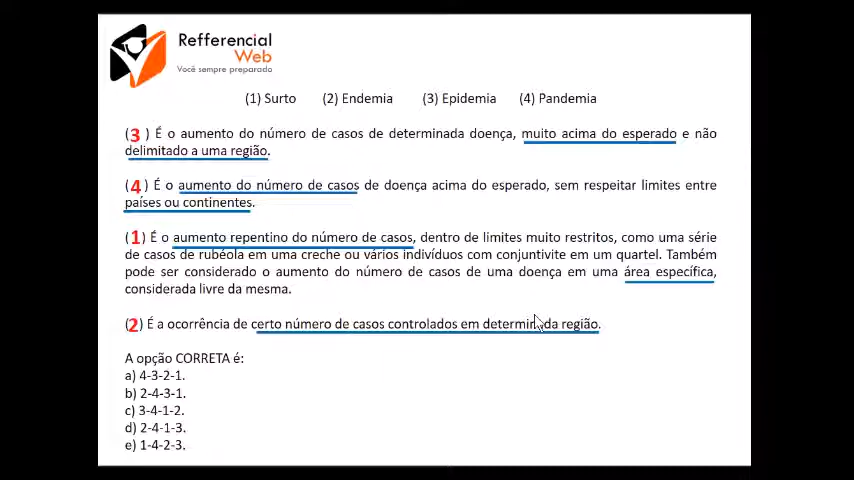 Refferencial
Web
Você sempre preparado
(1) Surto (2) Endemia (3) Epidemia (4) Pandemia
(3) É o aumento do número de casos de determinada doença, muito acima do esperado e não
delimitado a uma região.
(4) É o aumento do número de casos de doença acima do esperado, sem respeitar limites entre
países ou continentes.
(1) É o aumento repentino do número de casos, dentro de limites muito restritos, como uma série
de casos de rubéola em uma creche ou vários indivíduos com conjuntivite em um quartel. Também
pode ser considerado o aumento do número de casos de uma doença em uma área específica,
considerada livre da mesma.
(2) É a ocorrência de certo número de casos controlados em determinada região.
A opção CORRETA é:
a) 4-3-2-1.
b) 2-4-3-1.
c) 3-4-1-2.
d) 2-4-1-3.
e) 1-4-2-3.